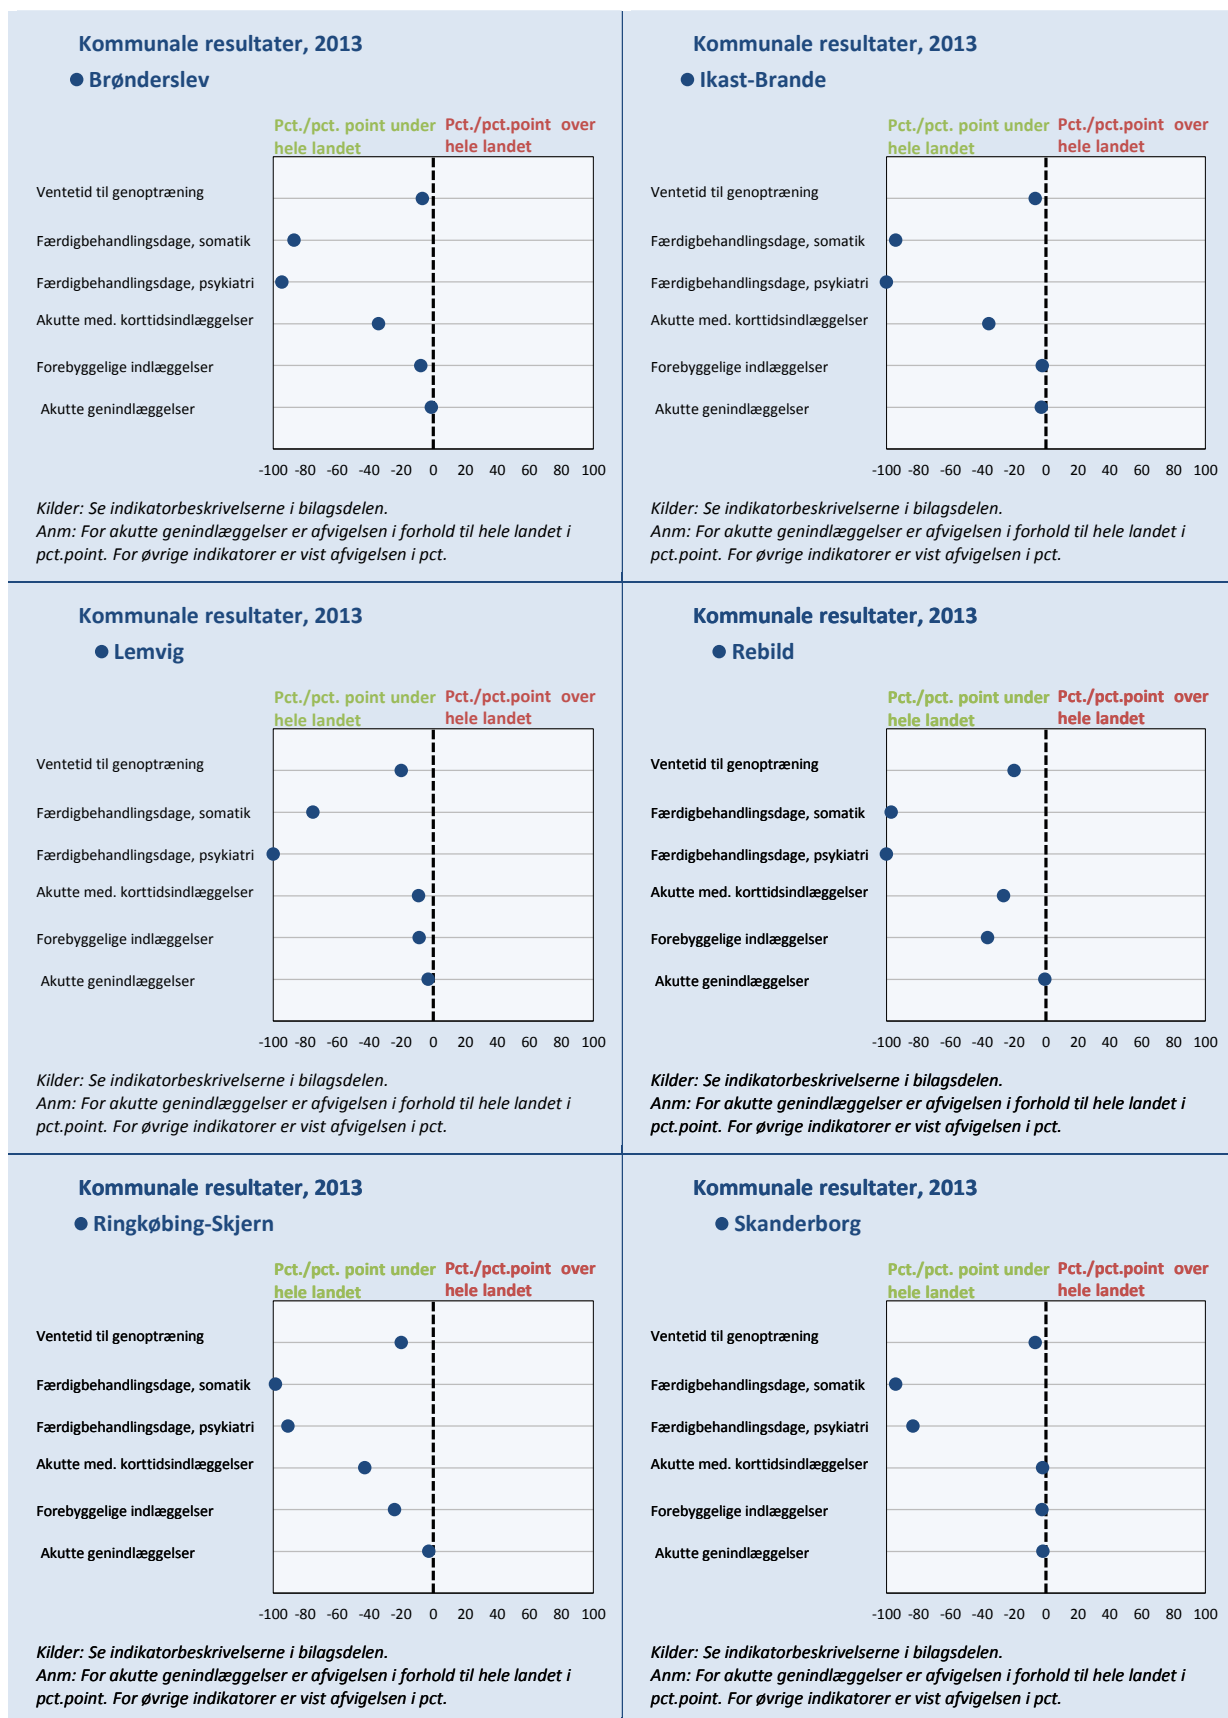 Kommunale resultater, 2013
Brønderslev
Pct./pct. point under
hele landet
Pct./pct.point over
hele landet
Ventetid til genoptræning
Færdigbehandlingsdage, somatik
Færdigbehandlingsdage, psykiatri
Akutte med. korttidsindlæggelser
Forebyggelige indlæggelser
Akutte genindlæggelser
-100 -80 -60 -40 -20 0 20 40 60 80 100
Kilder: Se indikatorbeskrivelserne i bilagsdelen.
Anm: For akutte genindlæggelser er afvigelsen i forhold til hele landet i
pct.point. For øvrige indikatorer er vist afvigelsen i pct.
Kommunale resultater, 2013
Ikast-Brande
Pct./pct. point under
hele landet
Pct./pct.point over
hele landet
Ventetid til genoptræning
Færdigbehandlingsdage, somatik
Færdigbehandlingsdage, psykiatri
Akutte med. korttidsindlæggelser
Forebyggelige indlæggelser
Akutte genindlæggelser
-100 -80 -60 -40 -20 0 20 40 60 80 100
Kilder: Se indikatorbeskrivelserne i bilagsdelen.
Anm: For akutte genindlæggelser er afvigelsen i forhold til hele landet i
pct.point. For øvrige indikatorer er vist afvigelsen i pct.
Kommunale resultater, 2013
Lemvig
Pct./pct. point under
hele landet
Pct./pct.point over
hele landet
Ventetid til genoptræning
Færdigbehandlingsdage, somatik
Færdigbehandlingsdage, psykiatri
Akutte med. korttidsindlæggelser
Forebyggelige indlæggelser
Akutte genindlæggelser
-100 -80 -60 -40 -20 0 20 40 60 80 100
Kilder: Se indikatorbeskrivelserne i bilagsdelen.
Anm: For akutte genindlæggelser er afvigelsen i forhold til hele landet i
pct.point. For øvrige indikatorer er vist afvigelsen i pct.
Kommunale resultater, 2013
Rebild
Pct./pct. point under
hele landet
Pct./pct.point over
hele landet
Ventetid til genoptræning
Færdigbehandlingsdage, somatik
Færdigbehandlingsdage, psykiatri
Akutte med. korttidsindlæggelser
Forebyggelige indlæggelser
Akutte genindlæggelser
-100 -80 -60 -40 -20 0 20 40 60 80 100
Kilder: Se indikatorbeskrivelserne i bilagsdelen.
Anm: For akutte genindlæggelser er afvigelsen i forhold til hele landet i
pct.point. For øvrige indikatorer er vist afvigelsen i pct.
Kommunale resultater, 2013
Ringkøbing-Skjern
Pct./pct. point under
hele landet
Pct./pct.point over
hele landet
Ventetid til genoptræning
Færdigbehandlingsdage, somatik
Færdigbehandlingsdage, psykiatri
Akutte med. korttidsindlæggelser
Forebyggelige indlæggelser
Akutte genindlæggelser
-100 -80 -60 -40 -20 0 20 40 60 80 100
Kilder: Se indikatorbeskrivelserne i bilagsdelen.
Anm: For akutte genindlæggelser er afvigelsen i forhold til hele landet i
pct.point. For øvrige indikatorer er vist afvigelsen i pct.
Kommunale resultater, 2013
Skanderborg
Pct./pct. point under
hele landet
Pct./pct.point over
hele landet
Ventetid til genoptræning
Færdigbehandlingsdage, somatik
Færdigbehandlingsdage, psykiatri
Akutte med. korttidsindlæggelser
Forebyggelige indlæggelser
Akutte genindlæggelser
-100 -80 -60 -40 -20 0 20 40 60 80 100
Kilder: Se indikatorbeskrivelserne i bilagsdelen.
Anm: For akutte genindlæggelser er afvigelsen i forhold til hele landet i
pct.point. For øvrige indikatorer er vist afvigelsen i pct.